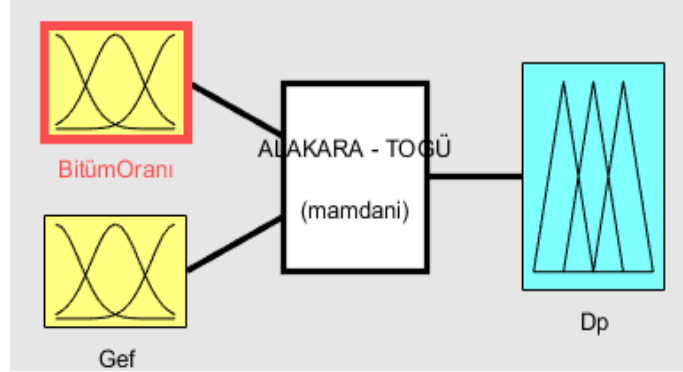 BitümOranı
ALAKARA - TOGÜ
(mamdani)
Gef
Dp